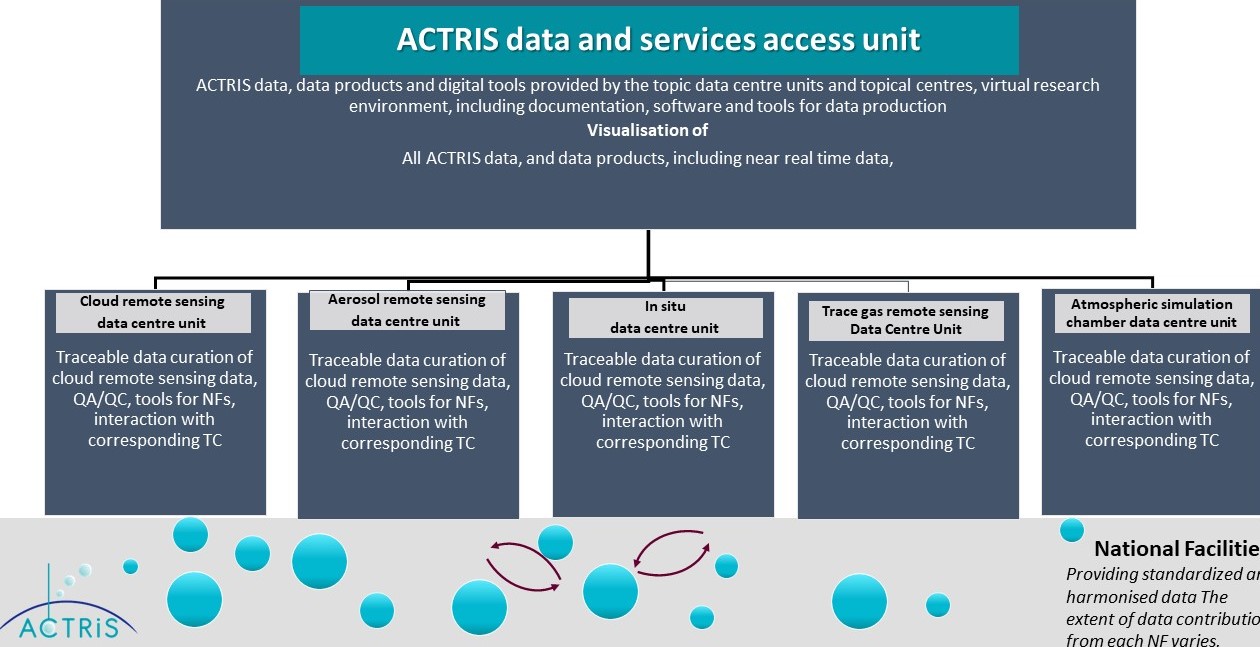 ACTRIS data and services access unit
ACTRIS data, data products and digital tools provided by the topic data centre units and topical centres, virtual research
environment, including documentation, software and tools for data production
Visualisation of
All ACTRIS data, and data products, including near real time data,
Cloud remote sensing
data centre unit
Traceable data curation of
cloud remote sensing data,
QA/QC, tools for NFs,
interaction with
corresponding TC
Aerosol remote sensing
data centre unit
Traceable data curation of
cloud remote sensing data,
QA/QC, tools for NFs,
interaction with
corresponding TC
In situ
data centre unit
Traceable data curation of
cloud remote sensing data,
QA/QC, tools for NFs,
interaction with
corresponding TC
Trace gas remote sensing
Data Centre Unit
Traceable data curation of
cloud remote sensing data,
QA/QC, tools for NFs,
interaction with
corresponding TC
Atmospheric simulation
chamber data centre unit
Traceable data curation of
cloud remote sensing data,
QA/QC, tools for NFs,
interaction with
corresponding TC
ACTRiS
National Facilitie
Providing standardized an
harmonised data The
extent of data contributio
from each NF varies.